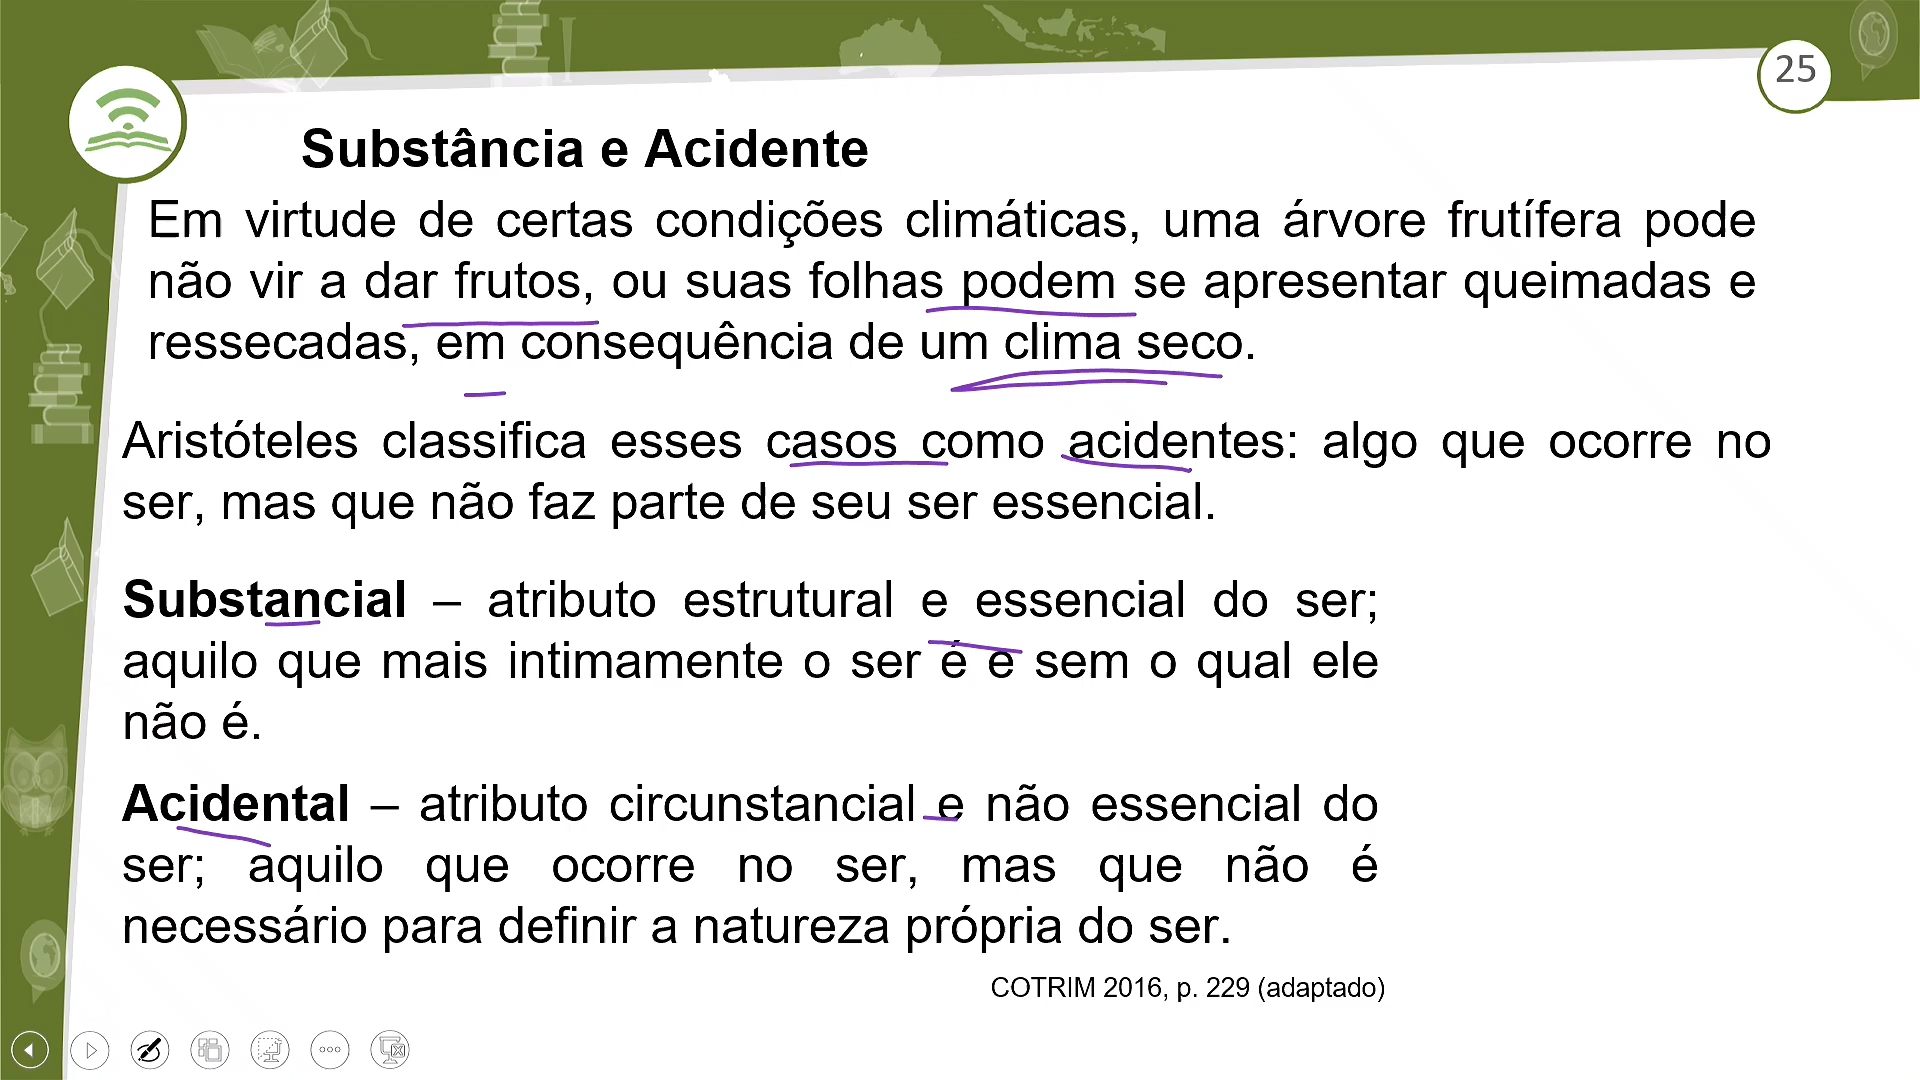 25
Substância e Acidente
Em virtude de certas condições climáticas, uma árvore frutífera pode
não vir a dar frutos, ou suas folhas podem se apresentar queimadas e
ressecadas, em consequência de um clima seco.
Aristóteles classifica esses casos como acidentes: algo que ocorre no
ser, mas que não faz parte de seu ser essencial.
Substancial – atributo estrutural e essencial do ser;
aquilo que mais intimamente o ser é e sem o qual ele
não é.
Acidental – atributo circunstancial e não essencial do
ser; aquilo que ocorre no ser, mas que não é
necessário para definir a natureza própria do ser.
COTRIM 2016, p. 229 (adaptado)